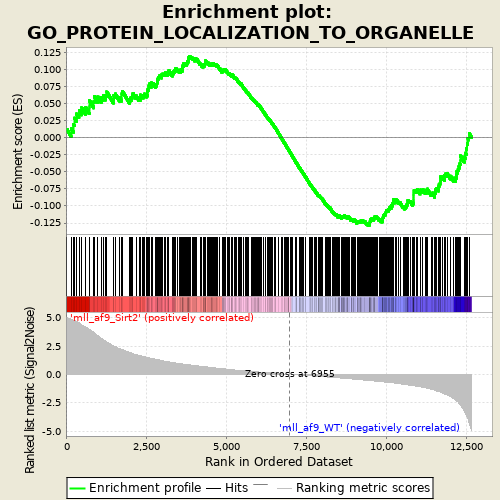 Enrichment plot:
GO_PROTEIN_LOCALIZATION_TO_ORGANELLE
Enrichment score (ES)
0.125
0.100
0.075
0.050
0.025
0.000
-0.025
-0.050
-0.075
-0.100
-0.125
Ranked list metric (Signal2Noise)
5.0
2.5
0.0
-2.5
-5.0
'mll_af9_Sirt2' (positively correlated)
Zero cross at 6955
'mll_af9_WT' (negatively correlated)
0
2,500
5,000
7,500
10,000
12,500
Rank in Ordered Dataset
Enrichment profile
Hits
Ranking metric scores